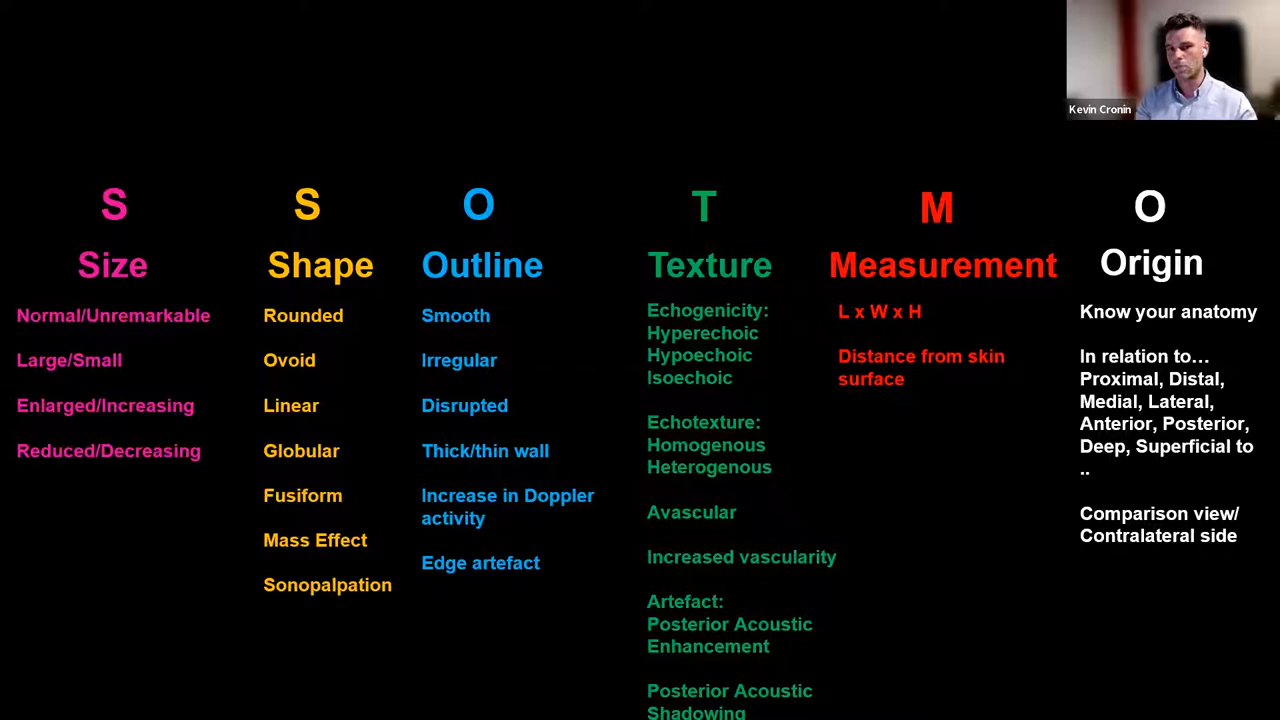 Kevin Cronin
S
Size
Normal/Unremarkable
Large/Small
Enlarged/Increasing
Reduced/Decreasing
S
Shape
Rounded
Ovoid
Linear
Globular
Fusiform
Mass Effect
Sonopalpation
O
Outline
Smooth
Irregular
Disrupted
Thick/thin wall
Increase in Doppler
activity
Edge artefact
T
Texture
Echogenicity:
Hyperechoic
Hypoechoic
Isoechoic
Echotexture:
Homogenous
Heterogenous
Avascular
Increased vascularity
Artefact:
Posterior Acoustic
Enhancement
Posterior Acoustic
Shadowing
M
Measurement
L x W x H
Distance from skin
surface
O
Origin
Know your anatomy
In relation to…
Proximal, Distal,
Medial, Lateral,
Anterior, Posterior,
Deep, Superficial to
..
Comparison view/
Contralateral side